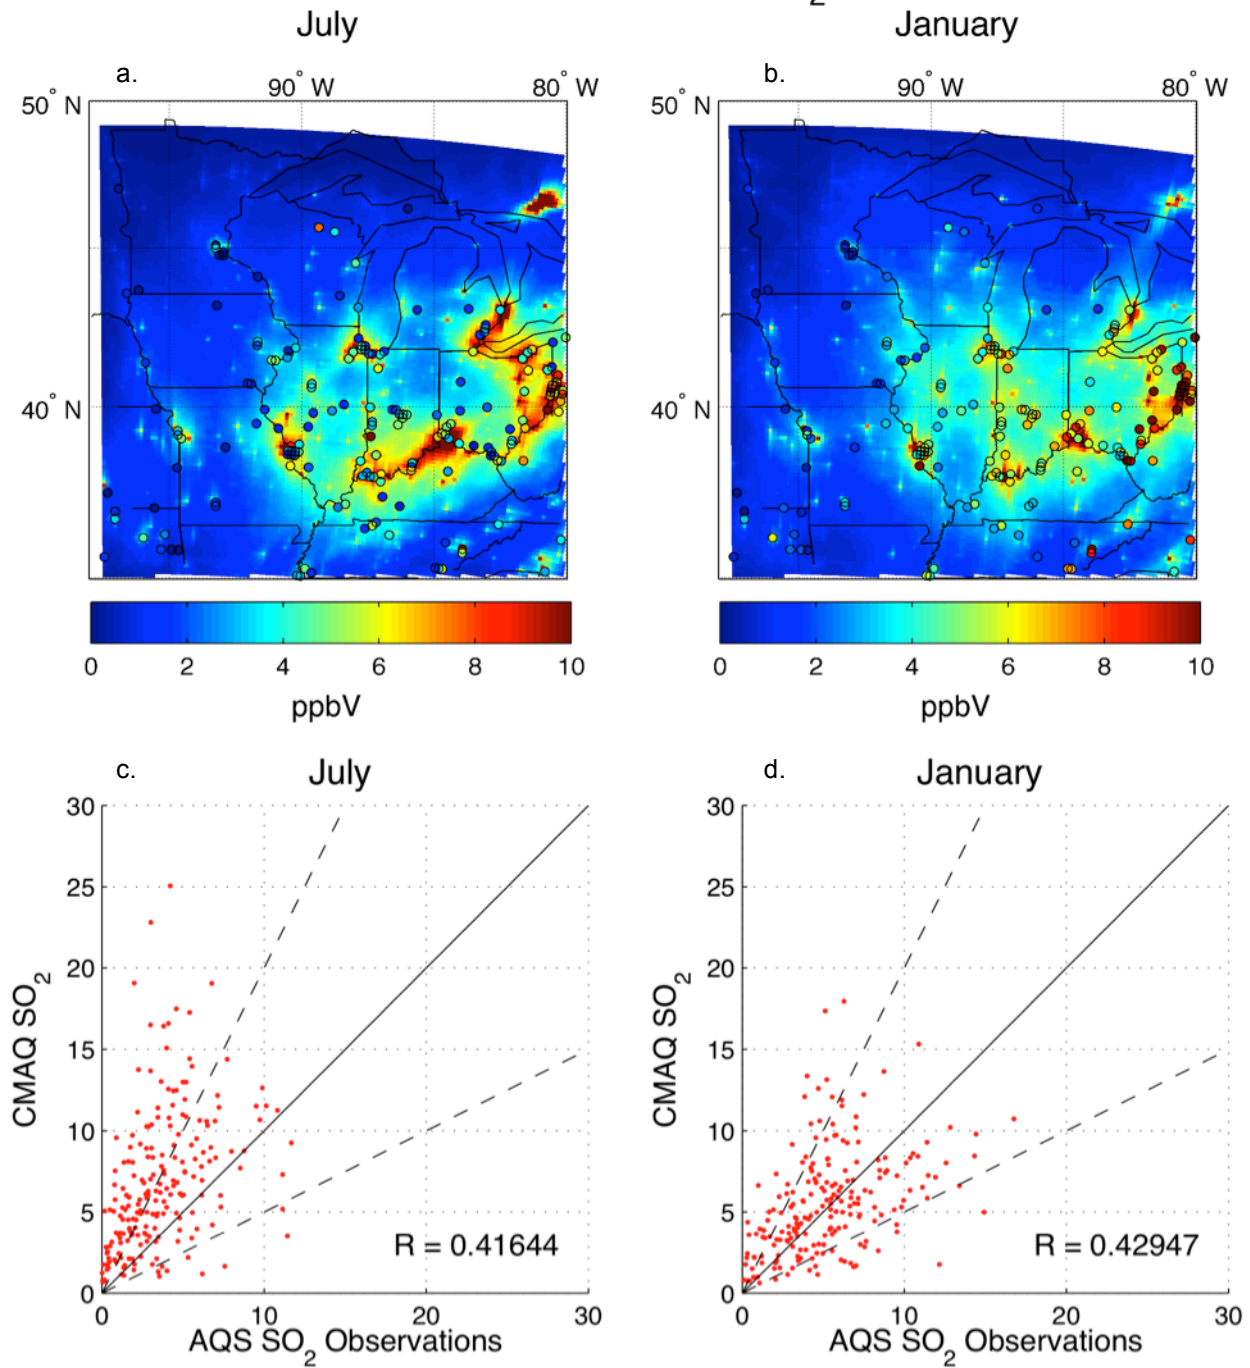 2
July January
a. b.
90° W 80° W 90° W 80° W
50° N 50° N
40° N 40° N
0 2 4 6 8 10 0 2 4 6 8 10
ppbV ppbV
c. July d. January
30 30
25 25
20 20
15 15
10 10
5 5
0 0
CMAQ SO2 CMAQ SO2
R = 0.41644 R = 0.42947
0 10 20 30 0 10 20 30
AQS SO2 Observations AQS SO2 Observations